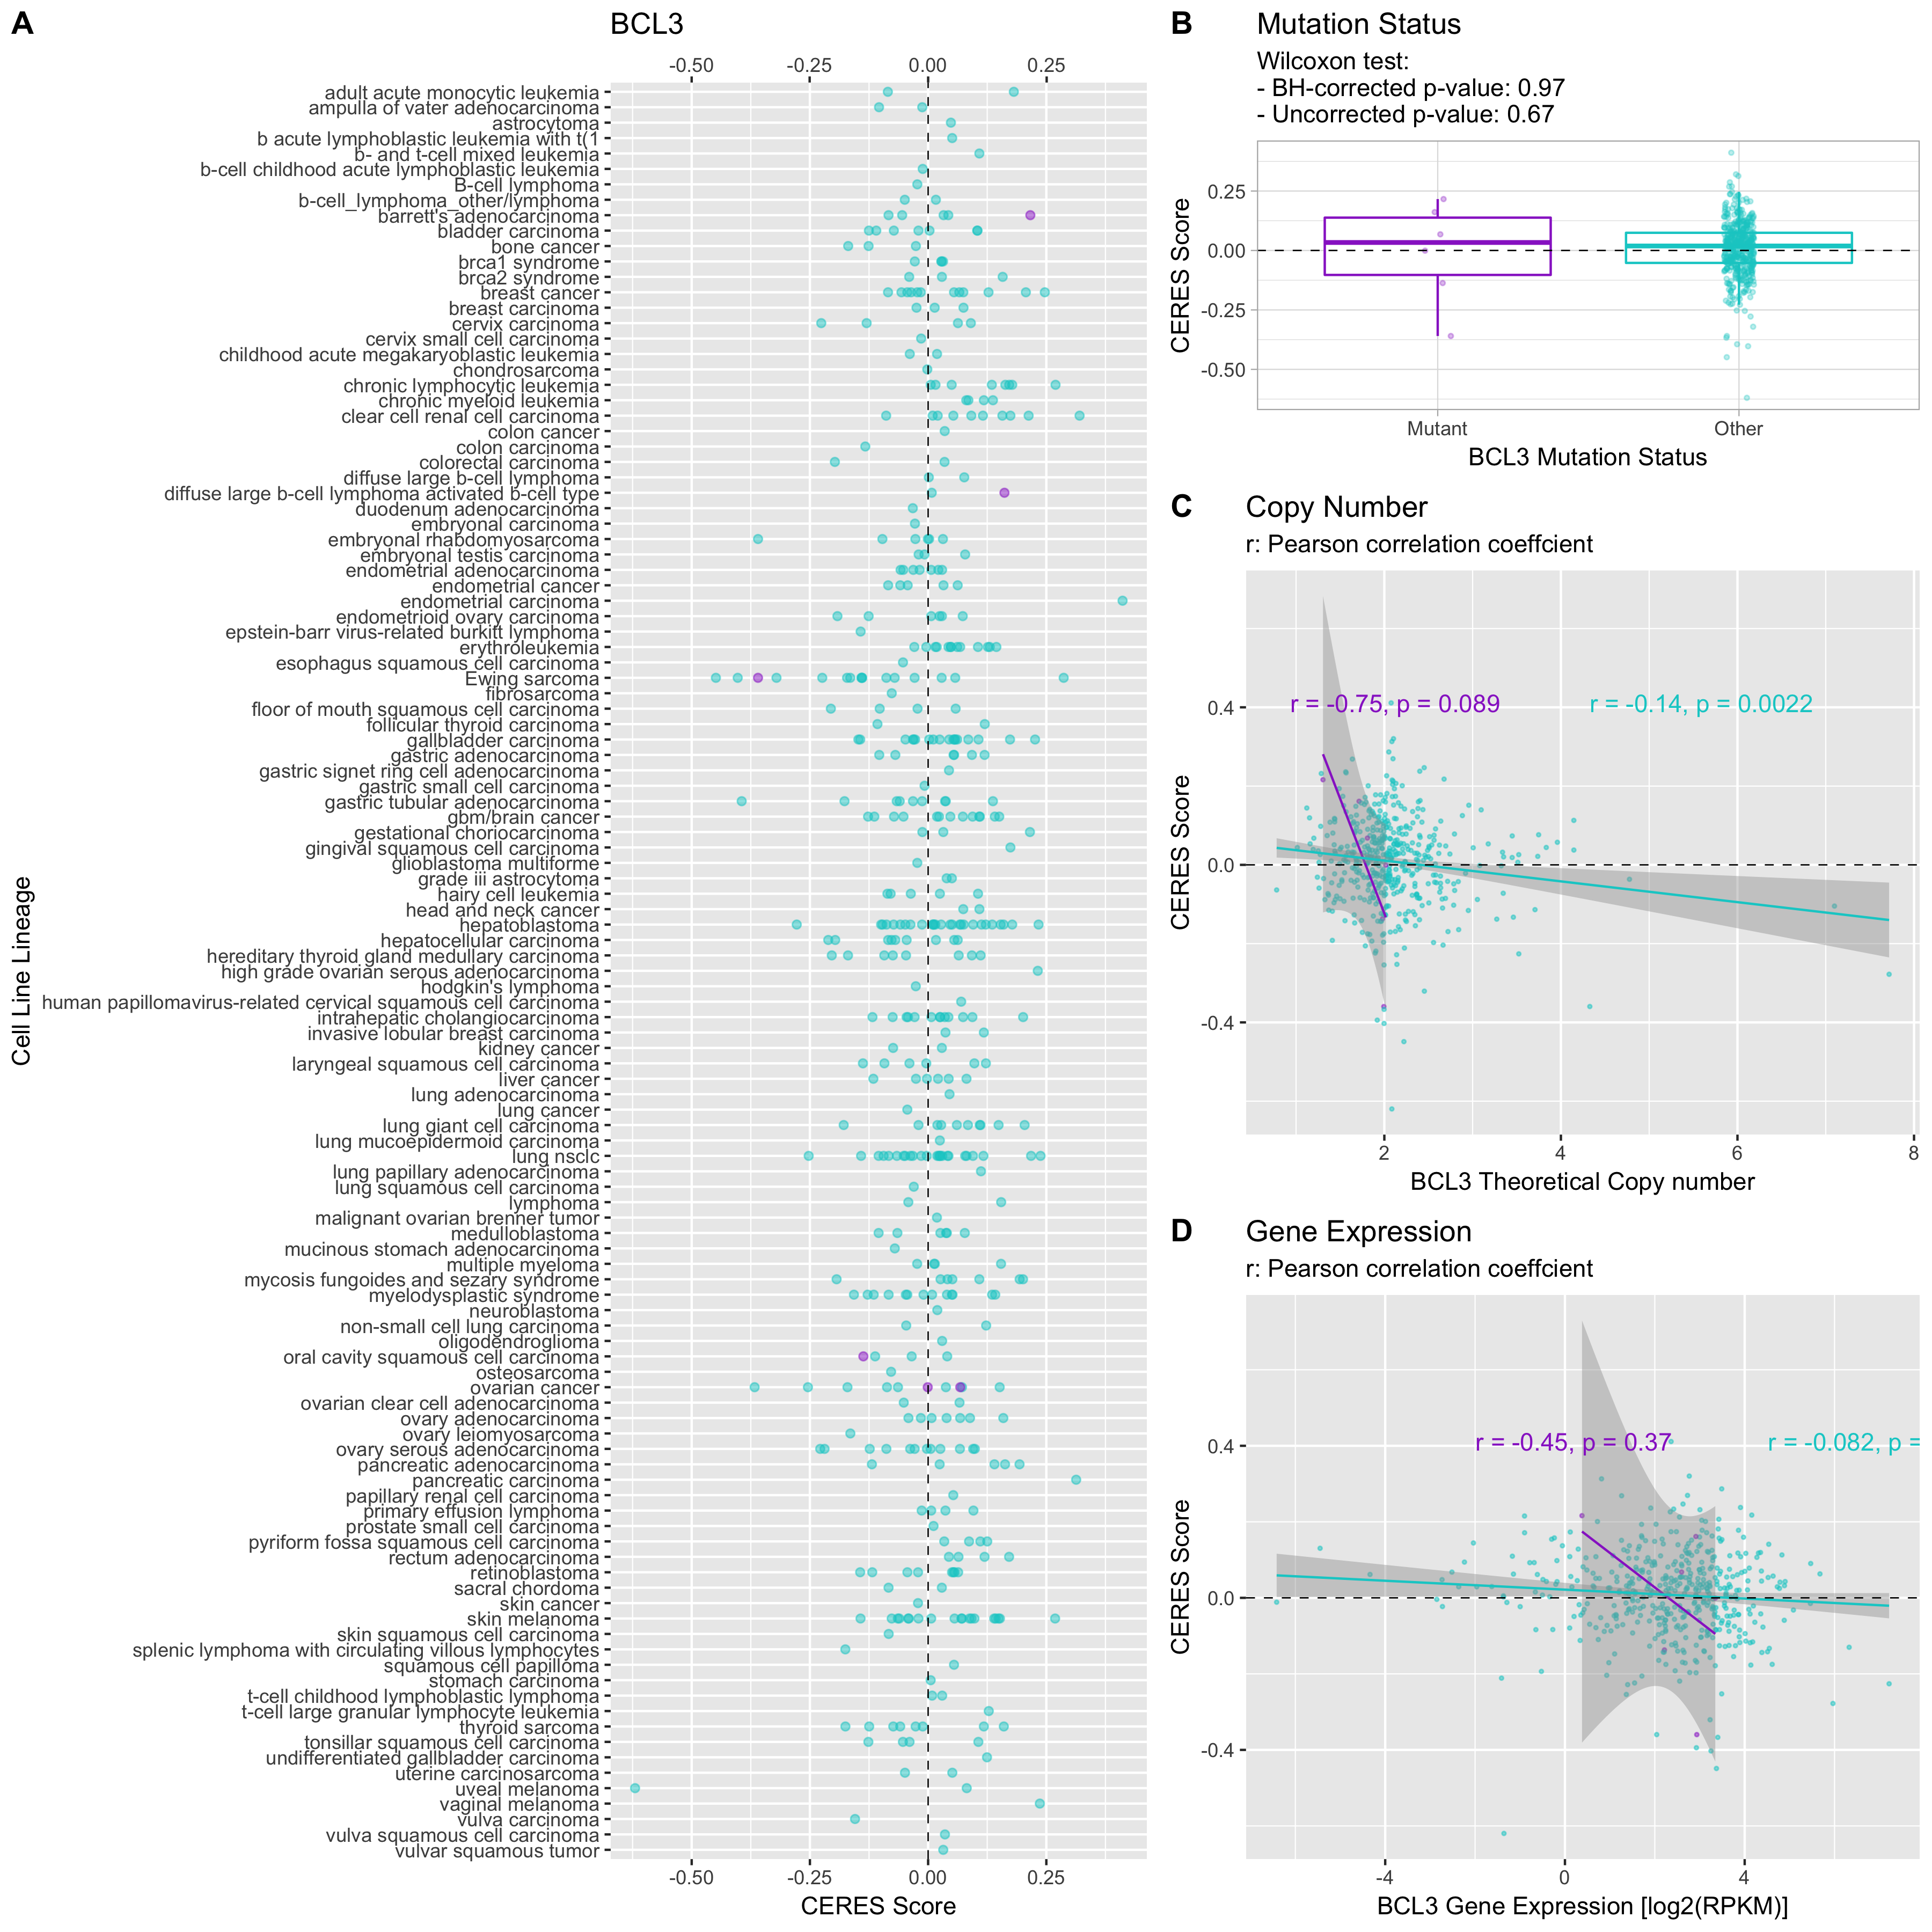 A
BCL3
-0.50 -0.25 0.00 0.25
Cell Line Lineage
adult acute monocytic leukemia
ampulla of vater adenocarcinoma
astrocytoma
b acute lymphoblastic leukemia with t(1
b- and t-cell mixed leukemia
b-cell childhood acute lymphoblastic leukemia
B-cell lymphoma
b-cell_lymphoma_other/lymphoma
barrett's adenocarcinoma
bladder carcinoma
bone cancer
brca1 syndrome
brca2 syndrome
breast cancer
breast carcinoma
cervix carcinoma
cervix small cell carcinoma
childhood acute megakaryoblastic leukemia
chondrosarcoma
chronic lymphocytic leukemia
chronic myeloid leukemia
clear cell renal cell carcinoma
colon cancer
colon carcinoma
colorectal carcinoma
diffuse large b-cell lymphoma
diffuse large b-cell lymphoma activated b-cell type
duodenum adenocarcinoma
embryonal carcinoma
embryonal rhabdomyosarcoma
embryonal testis carcinoma
endometrial adenocarcinoma
endometrial cancer
endometrial carcinoma
endometrioid ovary carcinoma
epstein-barr virus-related burkitt lymphoma
erythroleukemia
esophagus squamous cell carcinoma
Ewing sarcoma
fibrosarcoma
floor of mouth squamous cell carcinoma
follicular thyroid carcinoma
gallbladder carcinoma
gastric adenocarcinoma
gastric signet ring cell adenocarcinoma
gastric small cell carcinoma
gastric tubular adenocarcinoma
gbm/brain cancer
gestational choriocarcinoma
gingival squamous cell carcinoma
glioblastoma multiforme
grade iii astrocytoma
hairy cell leukemia
head and neck cancer
hepatoblastoma
hepatocellular carcinoma
hereditary thyroid gland medullary carcinoma
high grade ovarian serous adenocarcinoma
hodgkin's lymphoma
human papillomavirus-related cervical squamous cell carcinoma
intrahepatic cholangiocarcinoma
invasive lobular breast carcinoma
kidney cancer
laryngeal squamous cell carcinoma
liver cancer
lung adenocarcinoma
lung cancer
lung giant cell carcinoma
lung mucoepidermoid carcinoma
lung nsclc
lung papillary adenocarcinoma
lung squamous cell carcinoma
lymphoma
malignant ovarian brenner tumor
medulloblastoma
mucinous stomach adenocarcinoma
multiple myeloma
mycosis fungoides and sezary syndrome
myelodysplastic syndrome
neuroblastoma
non-small cell lung carcinoma
oligodendroglioma
oral cavity squamous cell carcinoma
osteosarcoma
ovarian cancer
ovarian clear cell adenocarcinoma
ovary adenocarcinoma
ovary leiomyosarcoma
ovary serous adenocarcinoma
pancreatic adenocarcinoma
pancreatic carcinoma
papillary renal cell carcinoma
primary effusion lymphoma
prostate small cell carcinoma
pyriform fossa squamous cell carcinoma
rectum adenocarcinoma
retinoblastoma
sacral chordoma
skin cancer
skin melanoma
skin squamous cell carcinoma
splenic lymphoma with circulating villous lymphocytes
squamous cell papilloma
stomach carcinoma
t-cell childhood lymphoblastic lymphoma
t-cell large granular lymphocyte leukemia
thyroid sarcoma
tonsillar squamous cell carcinoma
undifferentiated gallbladder carcinoma
uterine carcinosarcoma
uveal melanoma
vaginal melanoma
vulva carcinoma
vulva squamous cell carcinoma
vulvar squamous tumor
-0.50 -0.25 0.00 0.25
CERES Score
B
Mutation Status
Wilcoxon test:
- BH-corrected p-value: 0.97
- Uncorrected p-value: 0.67
CERES Score
0.25
0.00
-0.25
-0.50
Mutant Other
BCL3 Mutation Status
C
Copy Number
r: Pearson correlation coeffcient
CERES Score
r = -0.75, p = 0.089 r = -0.14, p = 0.0022
0.4
0.0
-0.4
2 4 6 8
BCL3 Theoretical Copy number
D
Gene Expression
r: Pearson correlation coeffcient
CERES Score
r = -0.45, p = 0.37 r = -0.082, p =
0.4
0.0
-0.4
-4 0 4
BCL3 Gene Expression [log2(RPKM)]